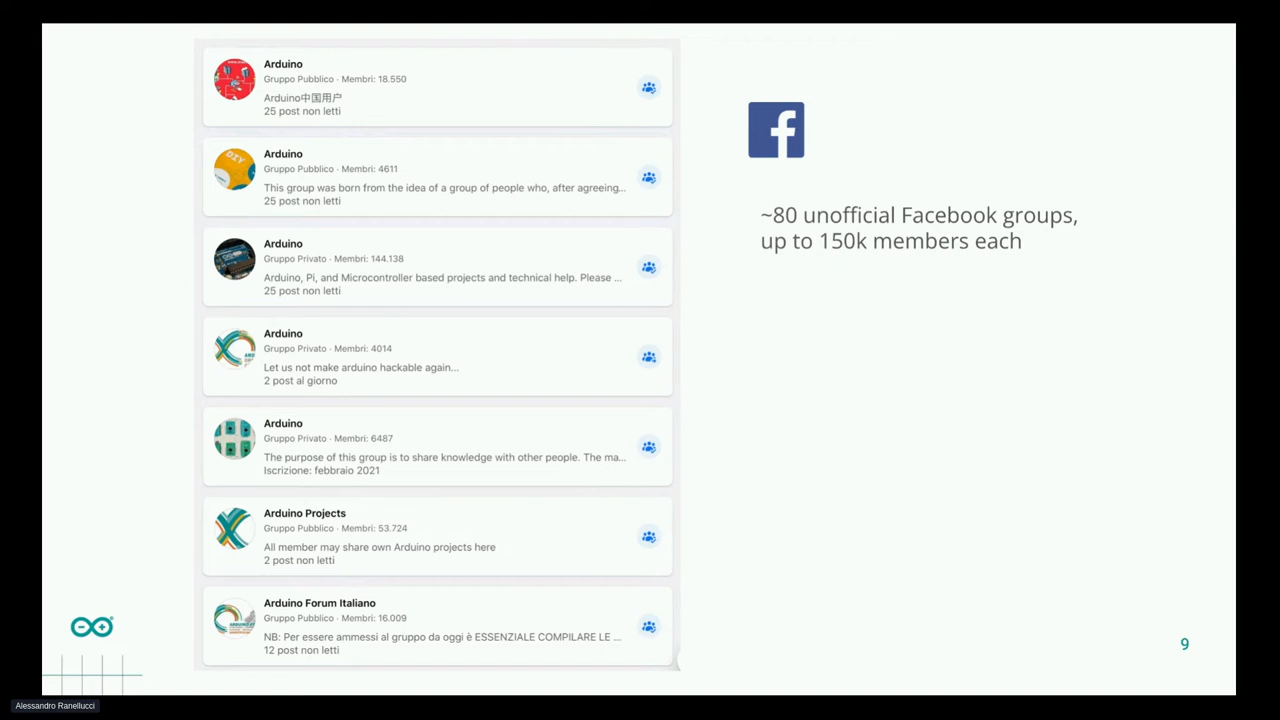 Arduino
Gruppo Pubblico · Membri: 18.550
Arduino中国用户
25 post non letti
DIY
Arduino
Gruppo Pubblico · Membri: 4611
This group was born from the idea of a group of people who, after agreeing...
25 post non letti
Arduino
Gruppo Privato · Membri: 144.138
Arduino, Pi, and Microcontroller based projects and technical help. Please ...
25 post non letti
Arduino
Gruppo Privato · Membri: 4014
Let us not make arduino hackable again...
2 post al giorno
Arduino
Gruppo Privato · Membri: 6487
The purpose of this group is to share knowledge with other people. The ma...
Iscrizione: febbraio 2021
Arduino Projects
Gruppo Pubblico · Membri: 53.724
All member may share own Arduino projects here
2 post non letti
Arduino Forum Italiano
Gruppo Pubblico · Membri: 16.009
NB: Per essere ammessi al gruppo da oggi è ESSENZIALE COMPILARE LE ...
12 post non letti
f
~80 unofficial Facebook groups,
up to 150k members each
9
Alessandro Ranellucci